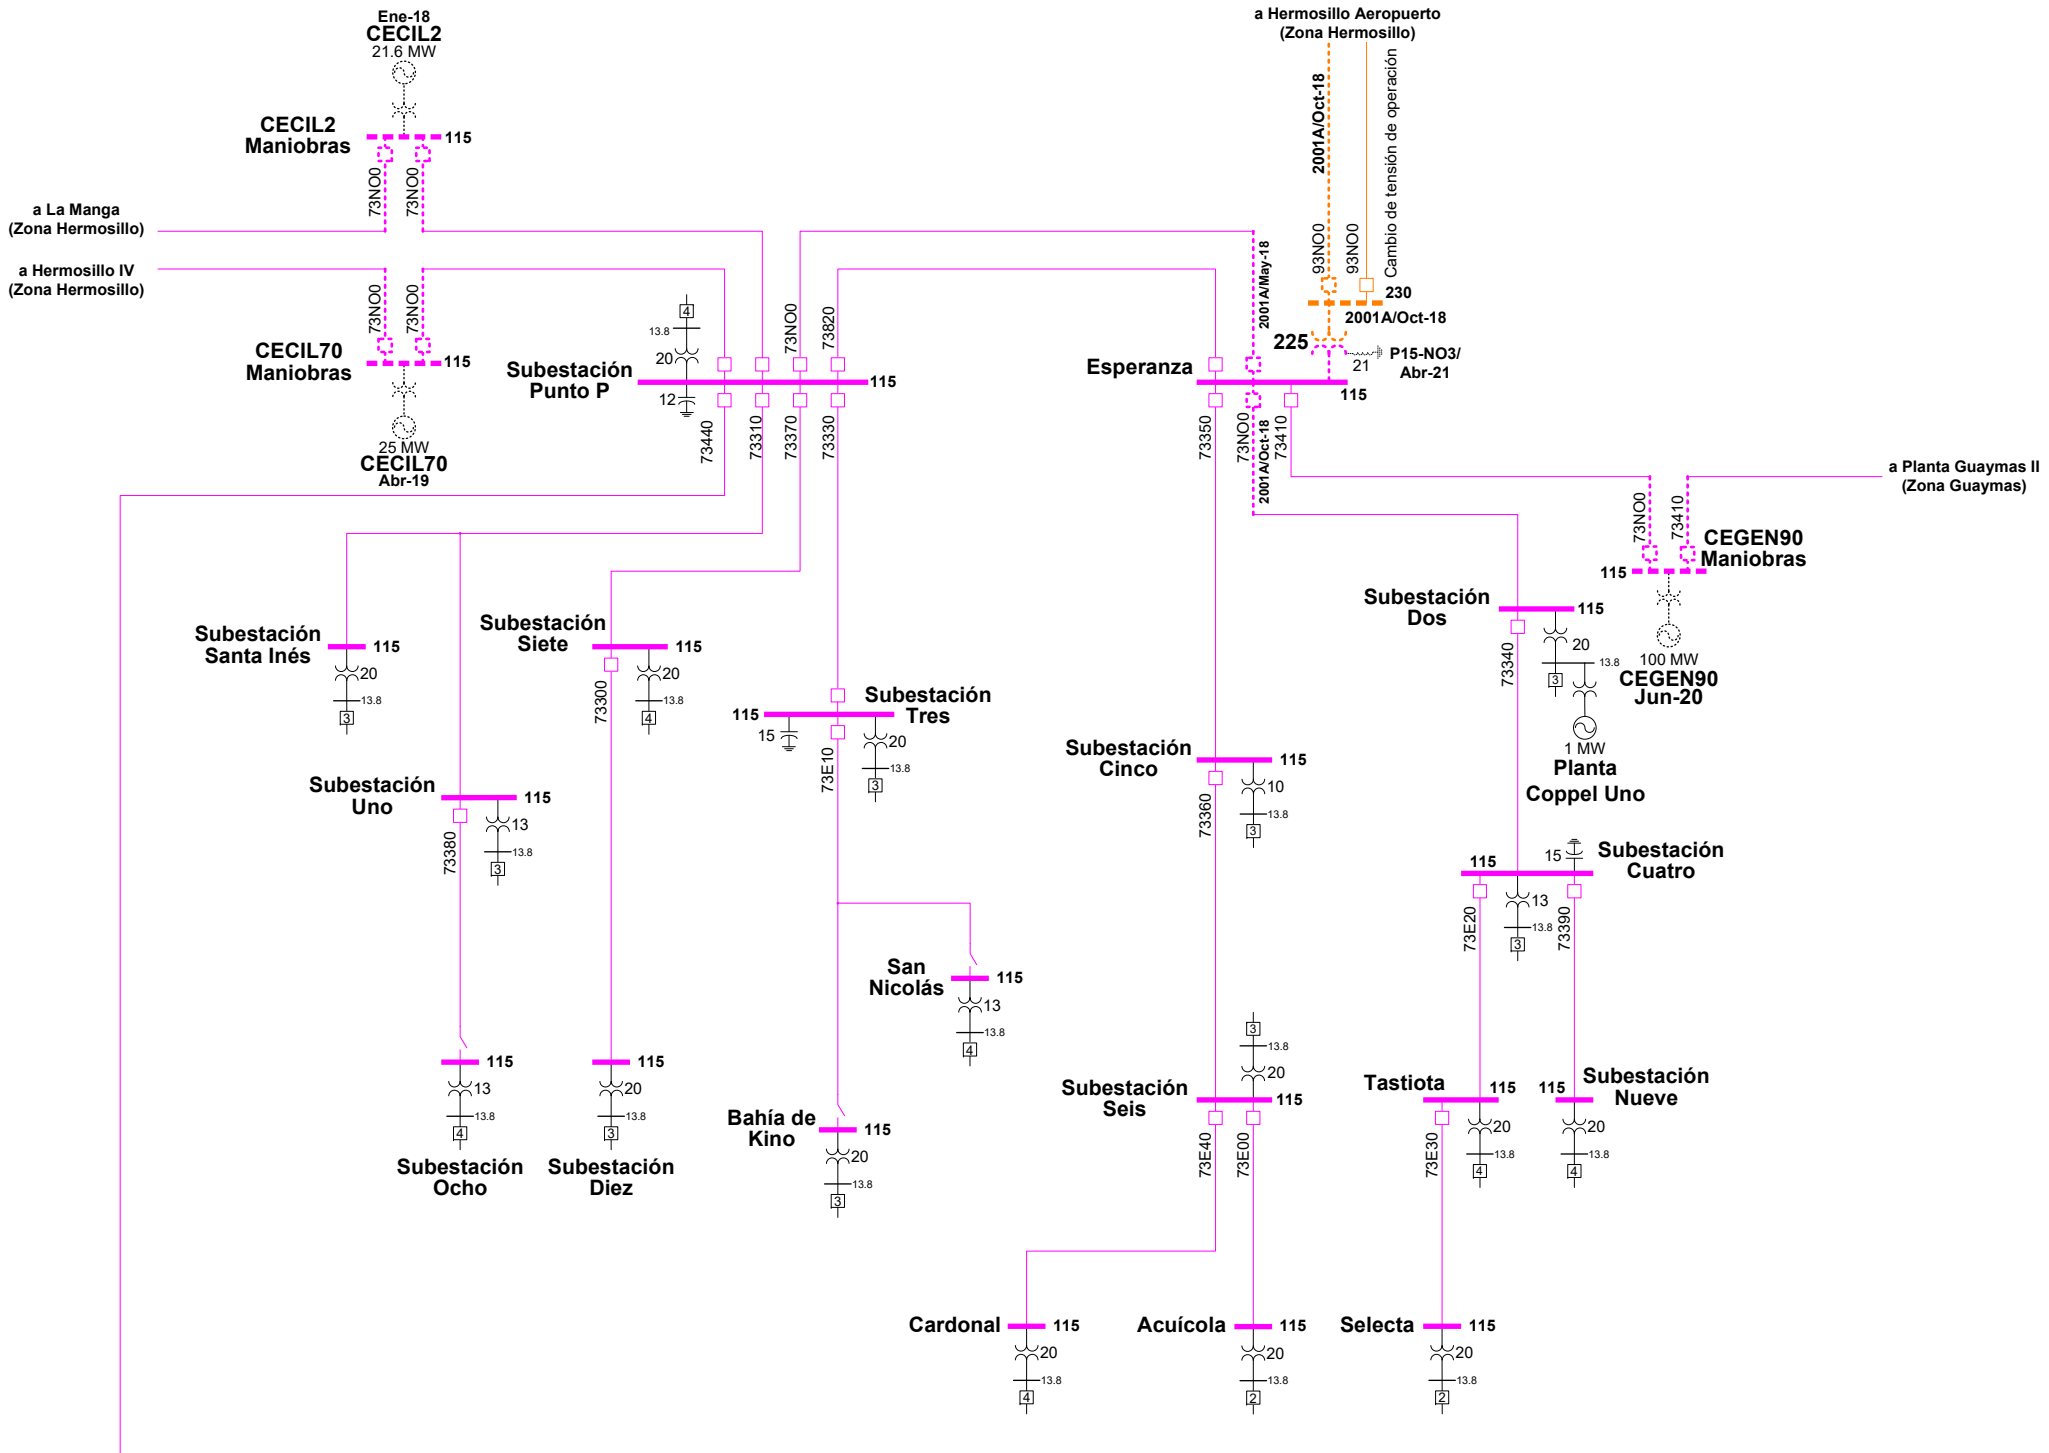 Ene-18
CECIL2
21.6 MW
CECIL2
Maniobras
115
73NO0
73NO0
a La Manga
(Zona Hermosillo)
a Hermosillo IV
(Zona Hermosillo)
73NO0
73NO0
CECIL70
Maniobras
115
25 MW
CECIL70
Abr-19
4
13.8
20
Subestación
Punto P
12
115
73NO0
73820
73440
73310
73370
73330
a Hermosillo Aeropuerto
(Zona Hermosillo)
2001A/Oct-18
Cambio de tensión de operación
93NO0
93NO0
230
2001A/Oct-18
225
21
P15-NO3/
Abr-21
2001A/May-18
Esperanza
115
73350
73NO0
2001A/Oct-18
73410
a Planta Guaymas II
(Zona Guaymas)
73NO0
73410
CEGEN90
Maniobras
115
100 MW
CEGEN90
Jun-20
Subestación
Dos
115
20
13.8
3
73340
1 MW
Planta
Coppel Uno
Subestación
Santa Inés
115
20
13.8
3
Subestación
Siete
115
20
13.8
4
73300
Subestación
Tres
115
15
20
13.8
3
73E10
Subestación
Cinco
115
10
13.8
3
73360
Subestación
Uno
115
13
13.8
3
73380
Subestación
Cuatro
115
15
13
13.8
3
73E20
73390
San
Nicolás
115
13
13.8
4
115
13
13.8
4
Subestación
Ocho
115
20
13.8
3
Subestación
Diez
Bahía de
Kino
115
20
13.8
3
3
13.8
20
Subestación
Seis
115
73E40
73E00
Tastiota
115
20
13.8
4
73E30
115
Subestación
Nueve
20
13.8
4
Cardonal
115
20
13.8
4
Acuícola
115
20
13.8
2
Selecta
115
20
13.8
2